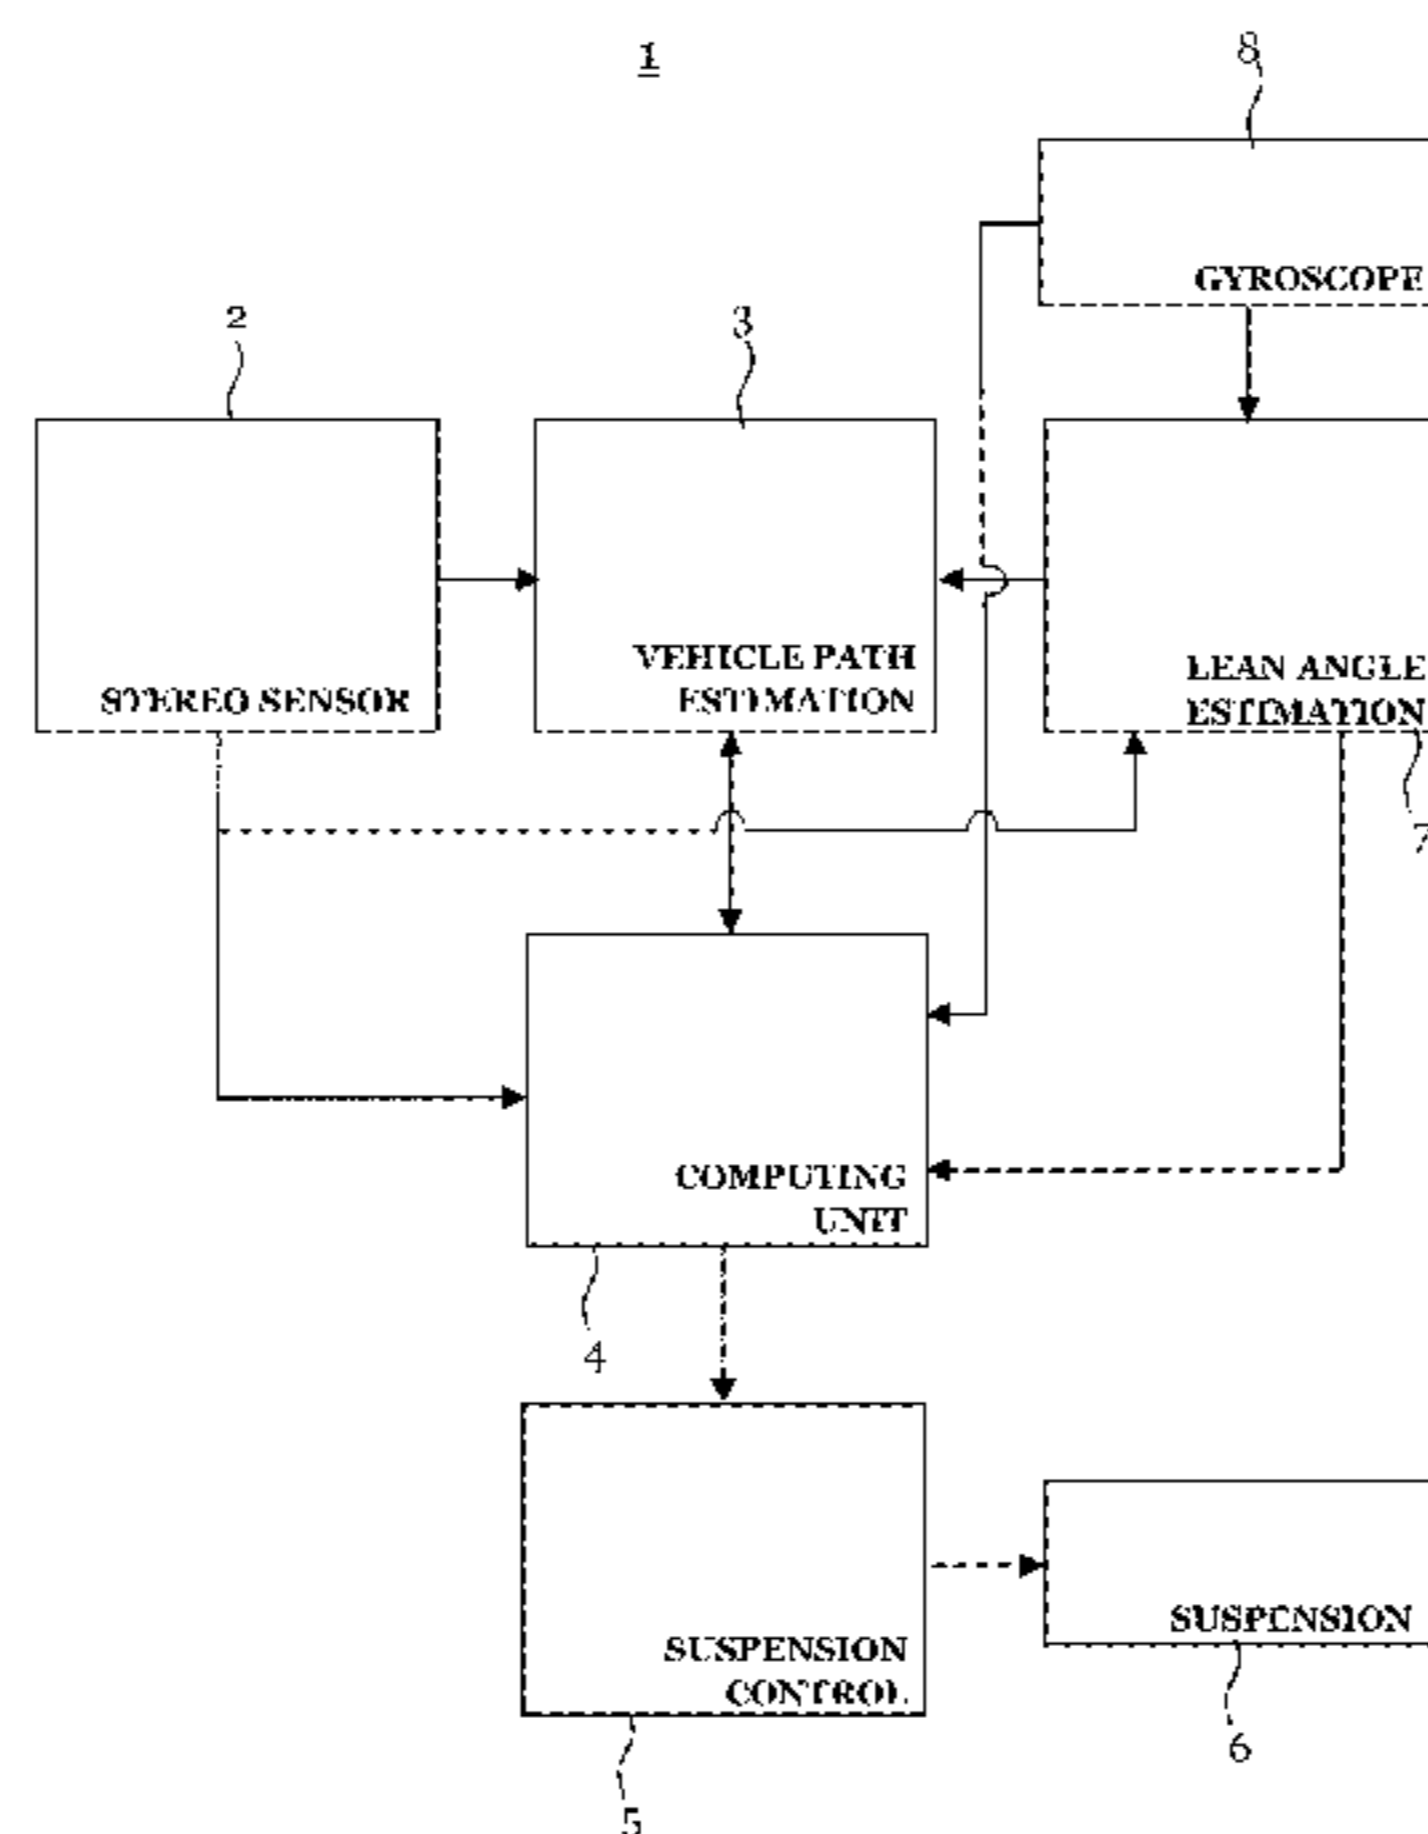 1
8
GYROSCOPE
2
3
STEREO SENSOR
VEHICLE PATH
ESTIMATION
LEAN ANGLE
ESTIMATION
7
COMPUTING
UNIT
4
SUSPENSION
CONTROL
SUSPENSION
6
5